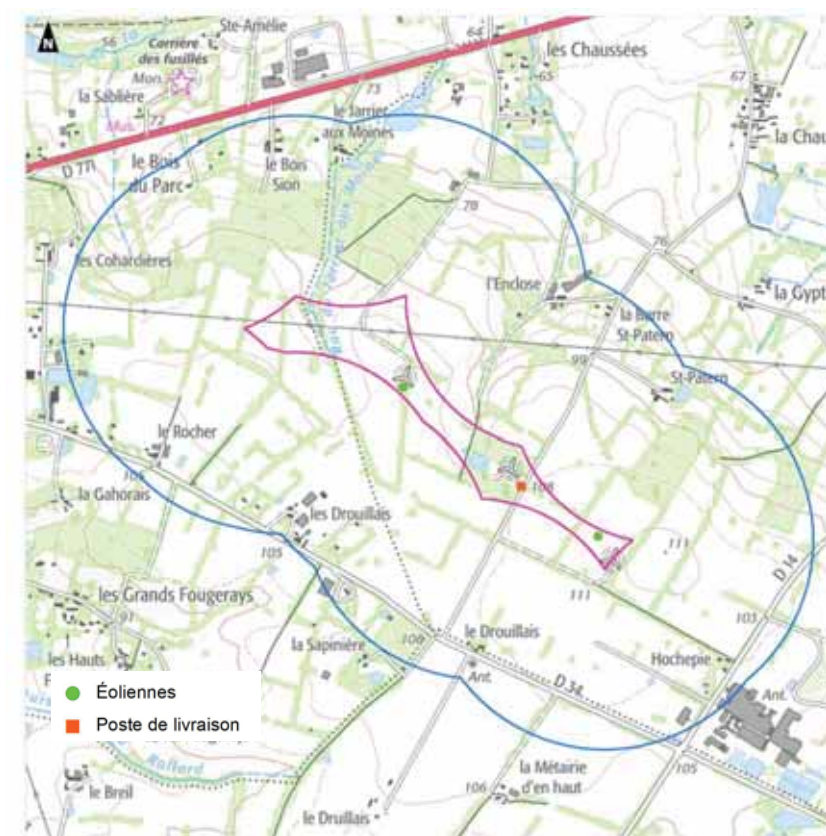 N
56
Ste-Amélie
64
les Chaussées
Carrière
des fusillés
Mon.
65
67
la Sablière
73
le Jarrier
aux Moines
72
Mus.
la Chau
D 771
le Bois
du Parc
le Bois
Sion
78
76
les Cohardières
l'Enclose
la Gypt
la Barre
St-Patern
99
St-Patern
le Rocher
108
la Gahorais
les Drouillais
105
111
D 14
les Grands Fougerays
91
111
103
108
le Drouillais
la Sapinière
Hochepie
les Hauts
Ant.
D 34
Ant.
Éoliennes
Poste de livraison
105
Rollard
la Métairie
d'en haut
106
le Breil
le Druillais